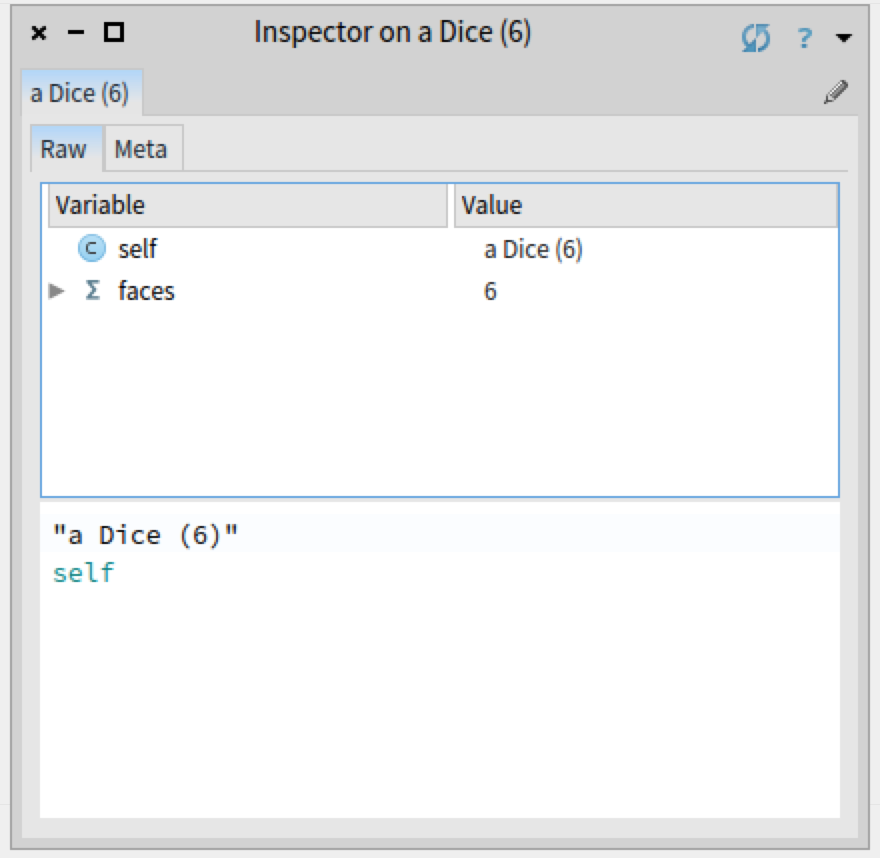 Inspector on a Dice (6) ?
a Dice (6)
Raw Meta
Variable Value
C self a Dice (6)
Σ faces 6
"a Dice (6)"
self